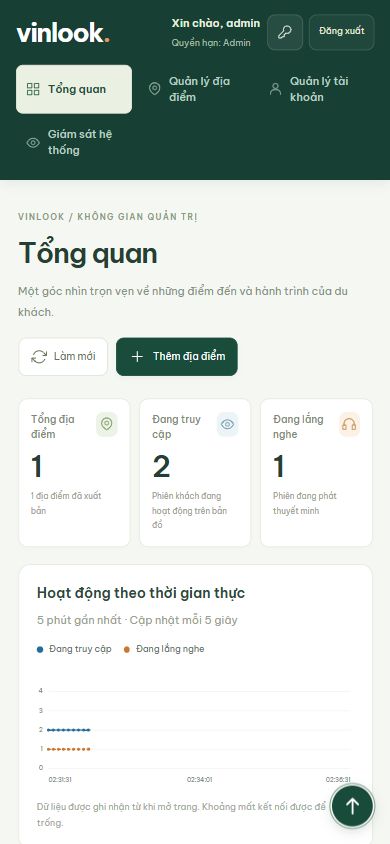 vinlook.
Xin chào, admin
Quyền hạn: Admin
Đăng xuất
Tổng quan
Quản lý địa
điểm
Quản lý tài
khoản
Giám sát hệ
thống
VINLOOK / KHÔNG GIAN QUẢN TRỊ
Tổng quan
Một góc nhìn trọn vẹn về những điểm đến và hành trình của du
khách.
Làm mới
Thêm địa điểm
Tổng địa
điểm
1
1 địa điểm đã xuất
bản
Đang truy
cập
2
Phiên khách đang
hoạt động trên bản
đồ
Đang lắng
nghe
1
Phiên đang phát
thuyết minh
Hoạt động theo thời gian thực
5 phút gần nhất · Cập nhật mỗi 5 giây
Đang truy cập
Đang lắng nghe
4
3
2
1
0
02:31:31
02:34:01
02:36:31
Dữ liệu được ghi nhận từ khi mở trang. Khoảng mất kết nối được để
trống.